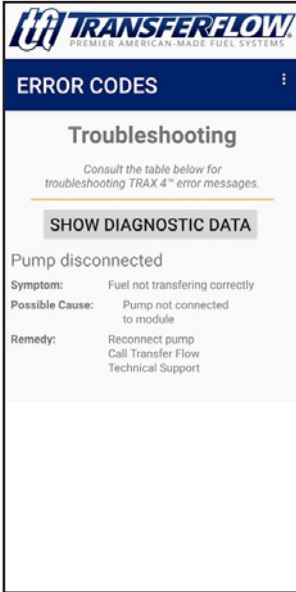 tfi TRANSFERFLOW
PREMIER AMERICAN-MADE FUEL SYSTEMS
ERROR CODES
Troubleshooting
Consult the table below for
troubleshooting TRAX 4™ error messages.
SHOW DIAGNOSTIC DATA
Pump disconnected
Symptom: Fuel not transfering correctly
Possible Cause: Pump not connected
to module
Remedy: Reconnect pump
Call Transfer Flow
Technical Support